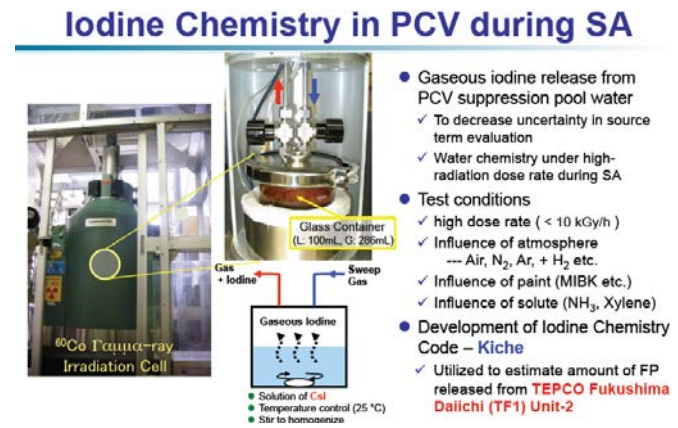 Iodine Chemistry in PCV during SA
Glass Container
(L: 100mL, G: 286mL)
⁶⁰Co Γαμμα-ray
Irradiation Cell
Gas
+ Iodine
Sweep
Gas
Gaseous Iodine
● Solution of CsI
● Temperature control (25 °C)
● Stir to homogenize
● Gaseous iodine release from
PCV suppression pool water
✓ To decrease uncertainty in source
term evaluation
✓ Water chemistry under high-
radiation dose rate during SA
● Test conditions
✓ high dose rate ( < 10 kGy/h )
✓ Influence of atmosphere
--- Air, N₂, Ar, + H₂ etc.
✓ Influence of paint (MIBK etc.)
✓ Influence of solute (NH₃, Xylene)
● Development of Iodine Chemistry
Code – Kiche
✓ Utilized to estimate amount of FP
released from TEPCO Fukushima
Daiichi (TF1) Unit-2